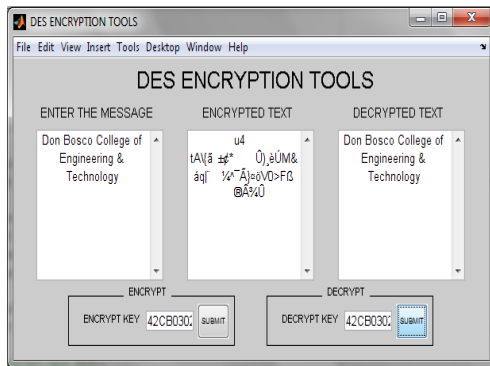 DES ENCRYPTION TOOLS
File Edit View Insert Tools Desktop Window Help
DES ENCRYPTION TOOLS
ENTER THE MESSAGE
Don Bosco College of
Engineering &
Technology
ENCRYPTED TEXT
u4
DECRYPTED TEXT
Don Bosco College of
Engineering &
Technology
ENCRYPT
ENCRYPT KEY 42CB0302 SUBMIT
DECRYPT
DECRYPT KEY 42CB0302 SUBMIT